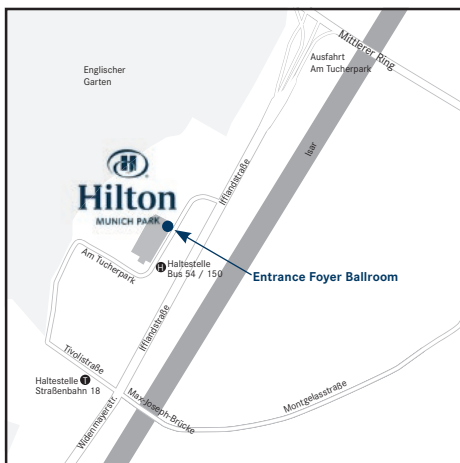 Mittlerer Ring
Ausfahrt
Am Tucherpark
Englischer
Garten
Isar
H
Hilton
MUNICH PARK
Ifflandstraße
Am Tucherpark
H
Haltestelle
Bus 54 / 150
Entrance Foyer Ballroom
Ifflandstraße
Tivolistraße
Haltestelle
Straßenbahn 18
T
Max-Joseph-Brücke
Montgelasstraße
Widenmayerstr.